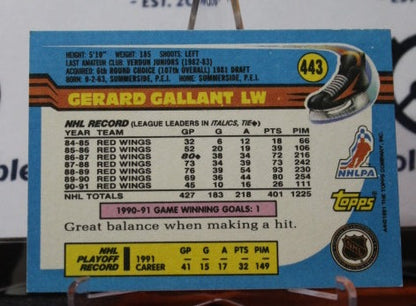 HEIGHT: 5'10" WEIGHT: 185 SHOOTS: LEFT
LAST AMATEUR CLUB: VERDUN JUNIORS (1982-83)
ACQUIRED: 6th ROUND CHOICE (107th OVERALL) 1981 DRAFT
BORN: 9-2-63, SUMMERSIDE, P.E.I. HOME: SUMMERSIDE, P.E.I.
443
GERARD GALLANT LW
NHL RECORD (LEAGUE LEADERS IN ITALICS, TIE♦)
YEAR TEAM GP G A PTS PIM
84-85 RED WINGS 32 6 12 18 66
85-86 RED WINGS 52 20 19 39 106
86-87 RED WINGS 80♦ 38 34 72 216
87-88 RED WINGS 73 34 39 73 242
88-89 RED WINGS 76 39 54 93 230
89-90 RED WINGS 69 36 44 80 254
90-91 RED WINGS 45 10 16 26 111
NHL TOTALS 427 183 218 401 1225
NHLPA
1990-91 GAME WINNING GOALS: 1
Great balance when making a hit.
topps
NHL PLAYOFF RECORD
1991 CAREER
GP G A PTS PIM
41 15 17 32 149